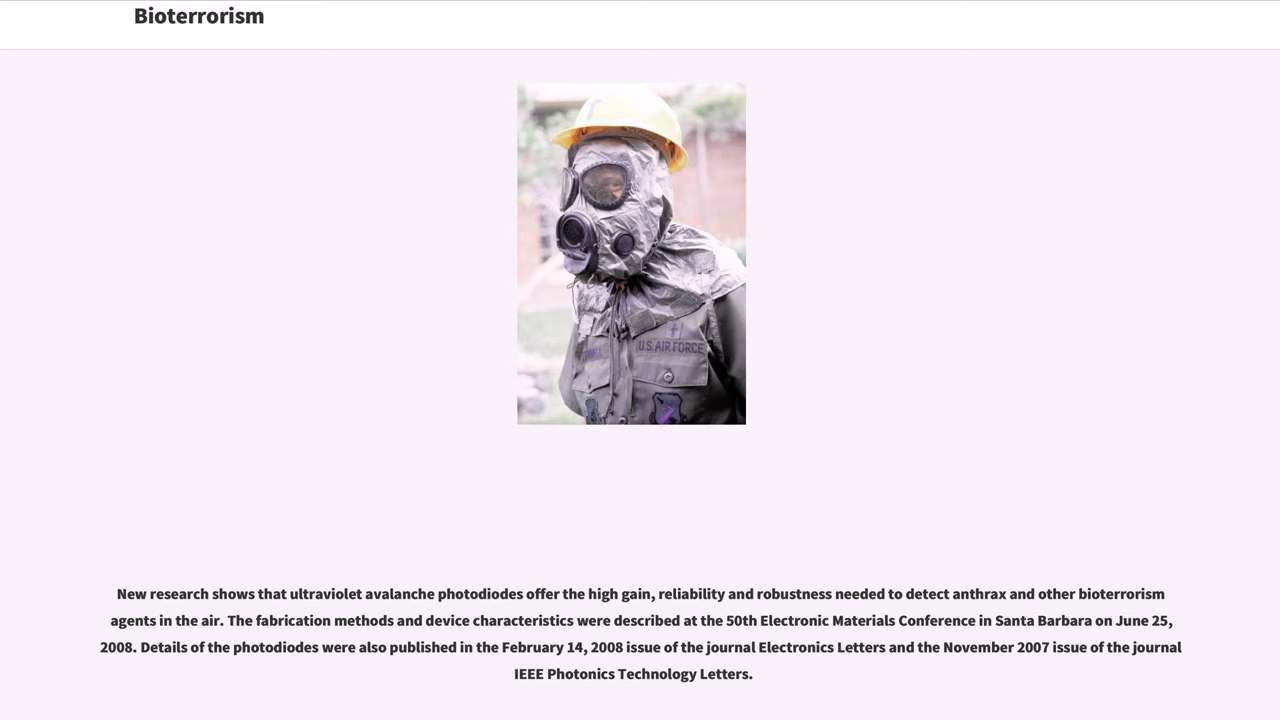 Bioterrorism
U.S. AIR FORCE
New research shows that ultraviolet avalanche photodiodes offer the high gain, reliability and robustness needed to detect anthrax and other bioterrorism
agents in the air. The fabrication methods and device characteristics were described at the 50th Electronic Materials Conference in Santa Barbara on June 25,
2008. Details of the photodiodes were also published in the February 14, 2008 issue of the journal Electronics Letters and the November 2007 issue of the journal
IEEE Photonics Technology Letters.